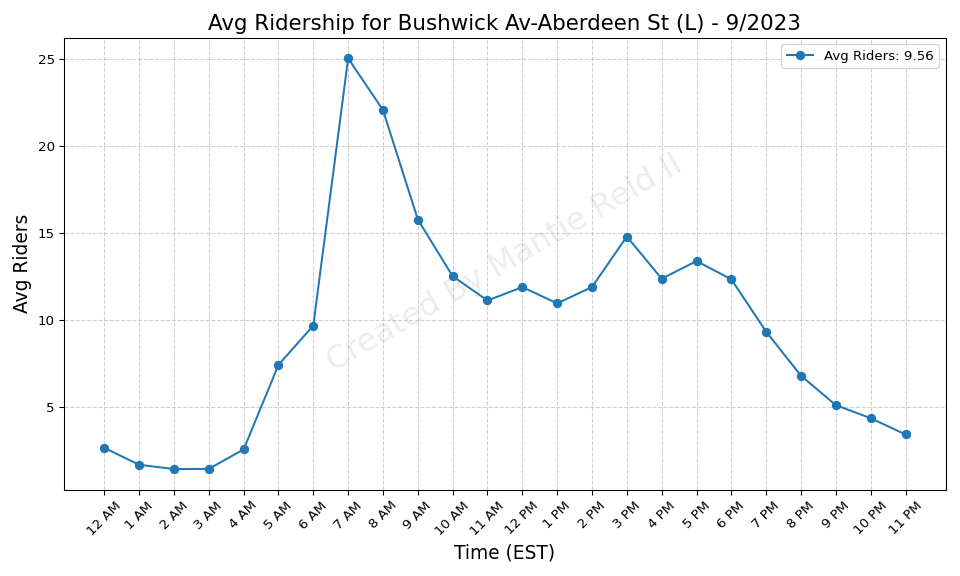 Avg Ridership for Bushwick Av-Aberdeen St (L) - 9/2023
Avg Riders: 9.56
Avg Riders
25
20
15
10
5
Created By Mantie Reid II
12 AM
1 AM
2 AM
3 AM
4 AM
5 AM
6 AM
7 AM
8 AM
9 AM
10 AM
11 AM
12 PM
1 PM
2 PM
3 PM
4 PM
5 PM
6 PM
7 PM
8 PM
9 PM
10 PM
11 PM
Time (EST)